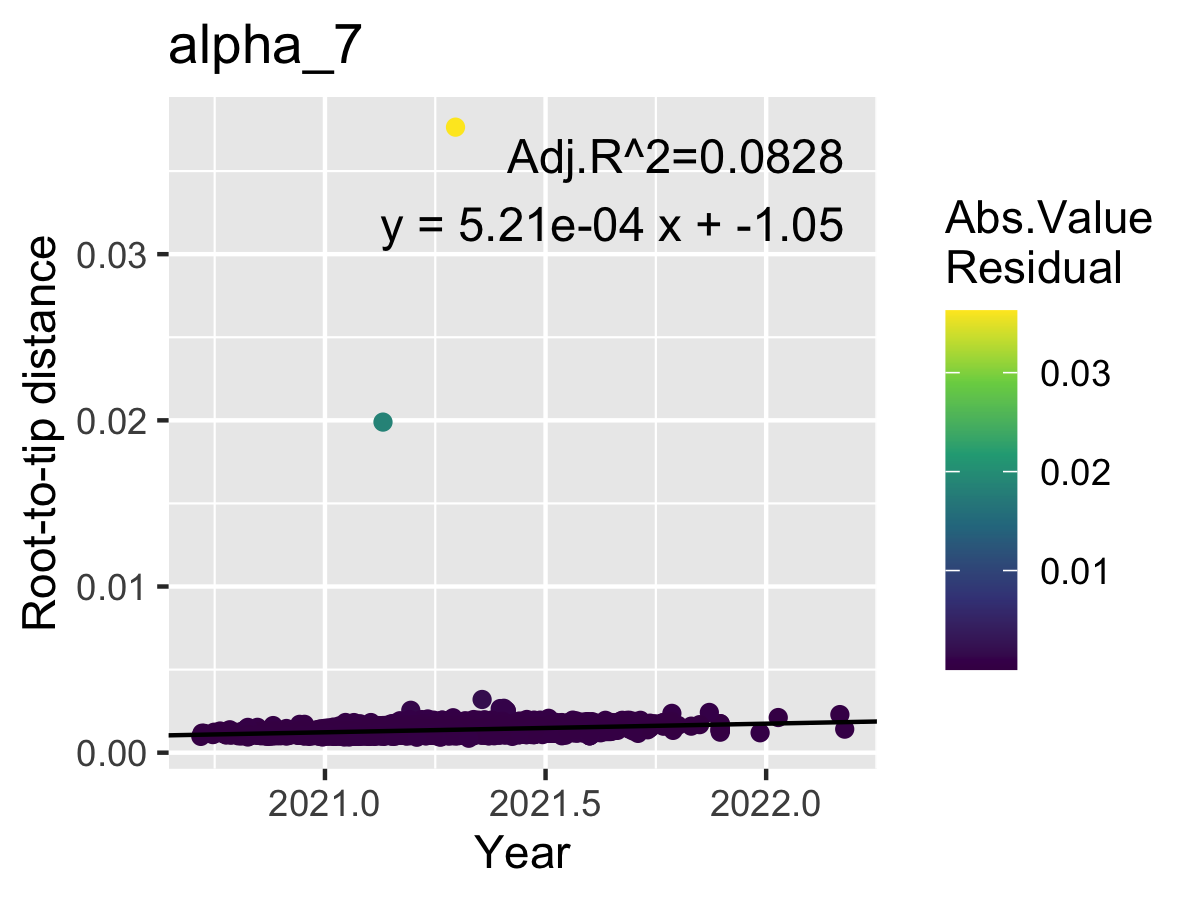 alpha_7
Adj.R^2=0.0828
y = 5.21e-04 x + -1.05
Root-to-tip distance
0.03
0.02
0.01
0.00
2021.0
2021.5
2022.0
Year
Abs.Value
Residual
0.03
0.02
0.01